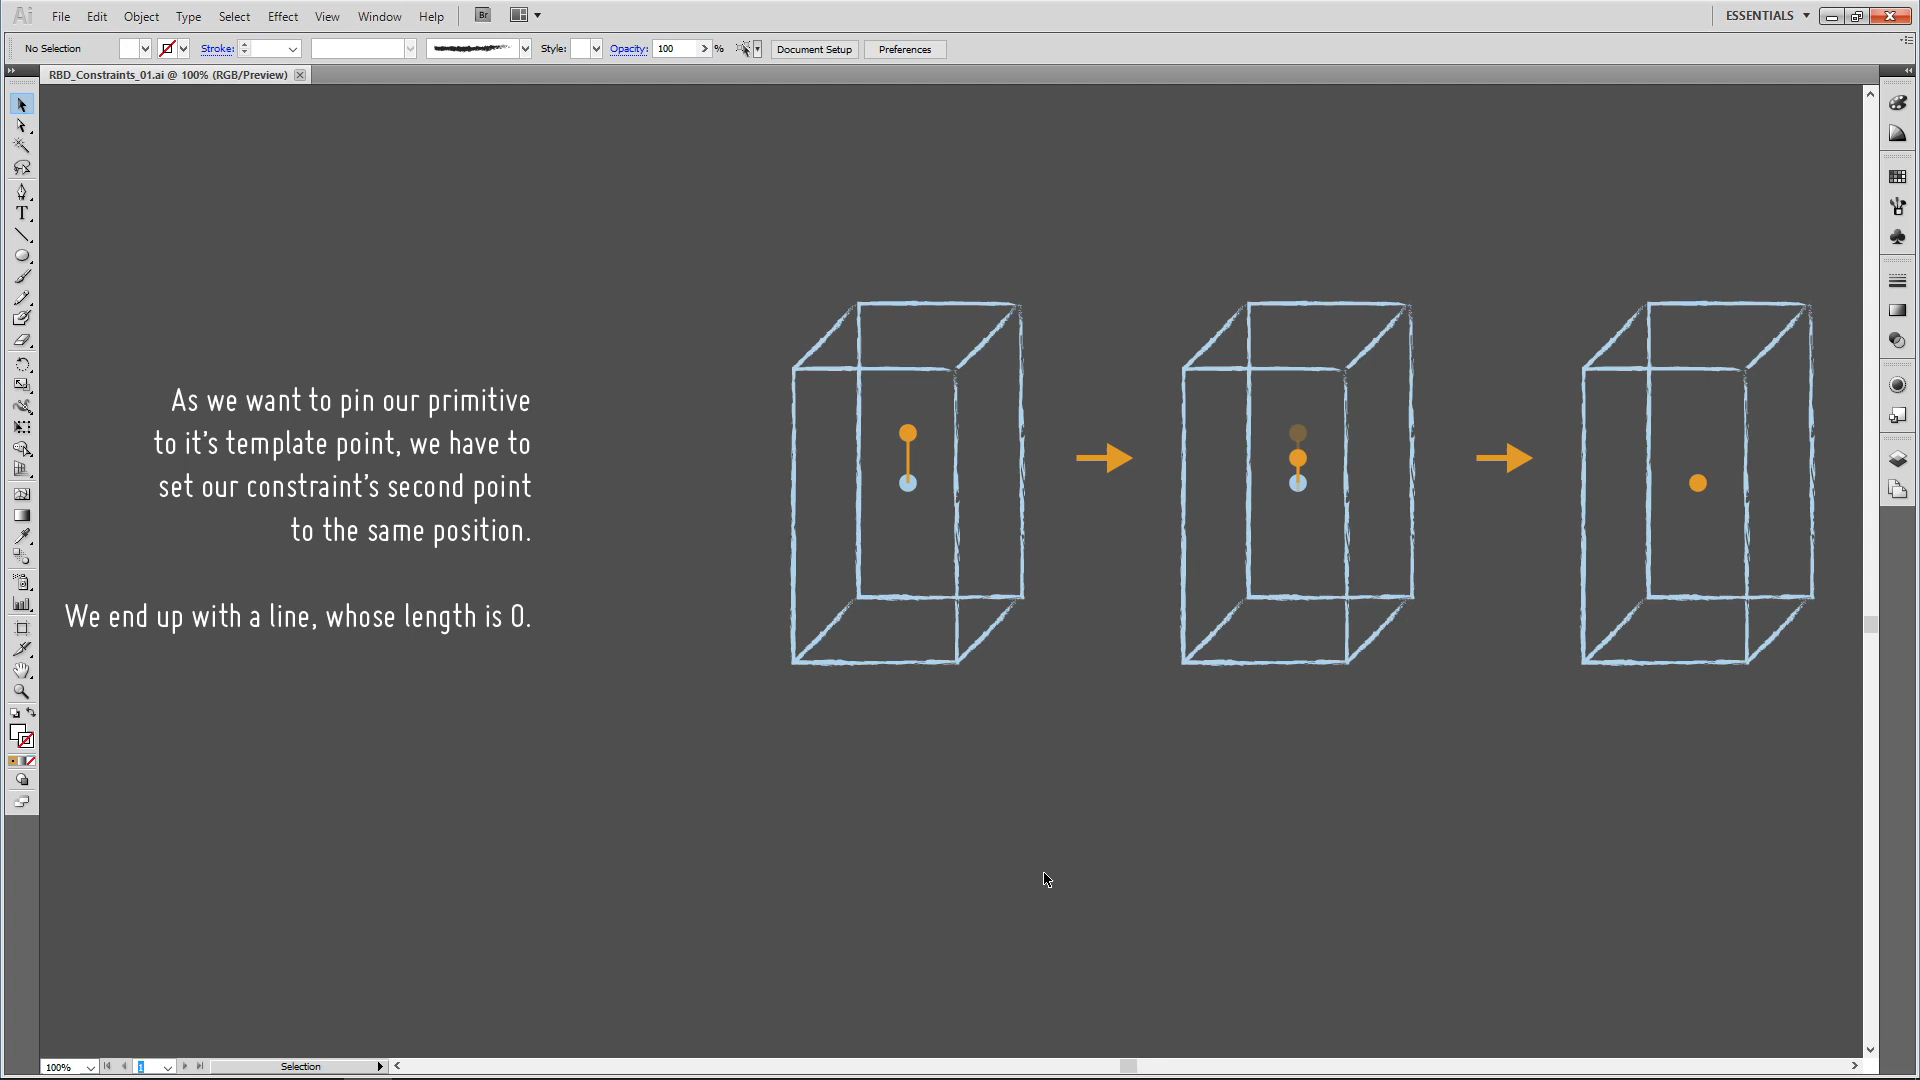 Ai File Edit Object Type Select Effect View Window Help Br ESSENTIALS
No Selection Stroke: Style: Opacity: 100 % Document Setup Preferences
RBD_Constraints_01.ai @ 100% (RGB/Preview)
As we want to pin our primitive
to it's template point, we have to
set our constraint's second point
to the same position.
We end up with a line, whose length is 0.
100% 1 Selection